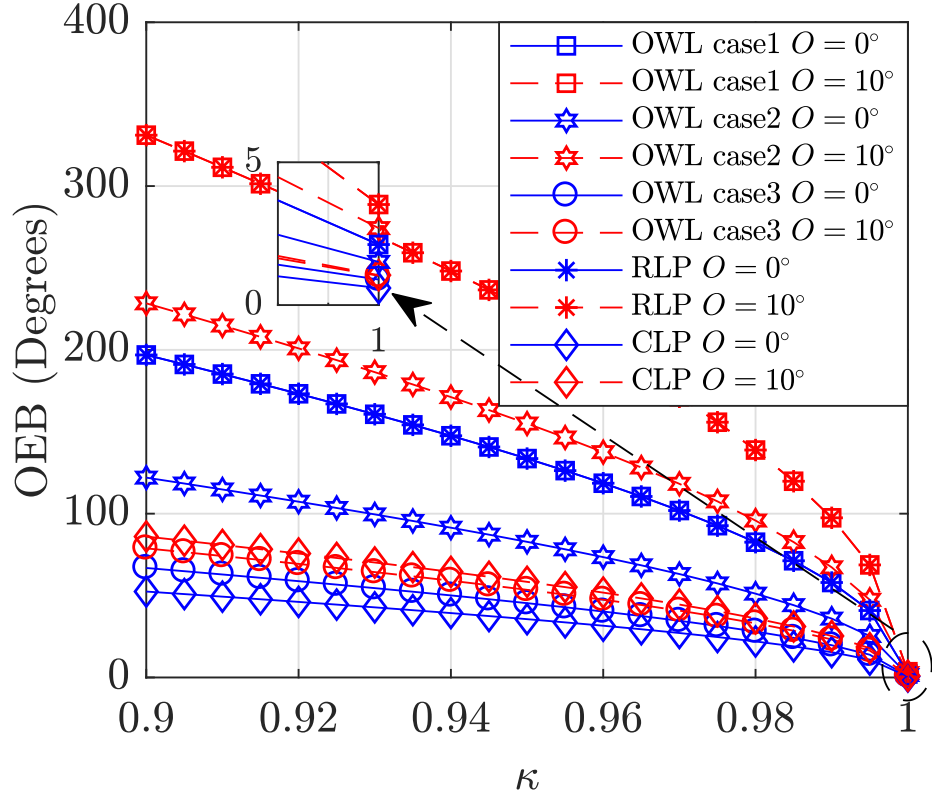 400
300
200
100
0
OEB (Degrees)
0.9
0.92
0.94
0.96
0.98
1
κ
5
0
1
OWL case1 O = 0°
OWL case1 O = 10°
OWL case2 O = 0°
OWL case2 O = 10°
OWL case3 O = 0°
OWL case3 O = 10°
RLP O = 0°
RLP O = 10°
CLP O = 0°
CLP O = 10°